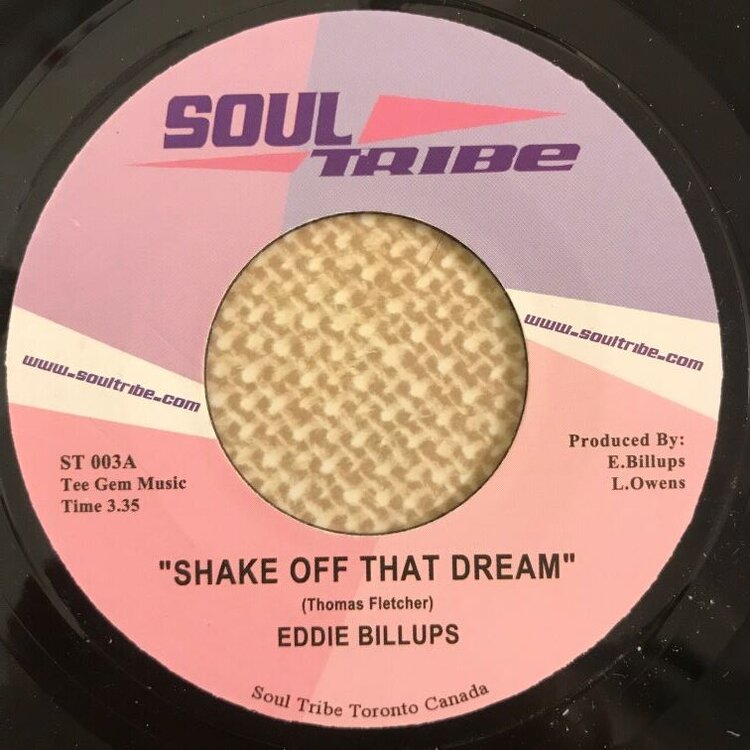 SOUL
TRIBE
www.soultribe.com
www.soultribe.com
ST 003A
Tee Gem Music
Time 3.35
Produced By:
E.Billups
L.Owens
"SHAKE OFF THAT DREAM"
(Thomas Fletcher)
EDDIE BILLUPS
Soul Tribe Toronto Canada